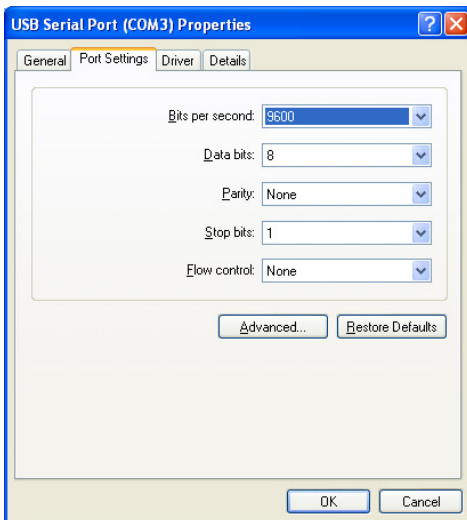 USB Serial Port (COM3) Properties
General Port Settings Driver Details
Bits per second: 9600
Data bits: 8
Parity: None
Stop bits: 1
Flow control: None
Advanced... Restore Defaults
OK Cancel